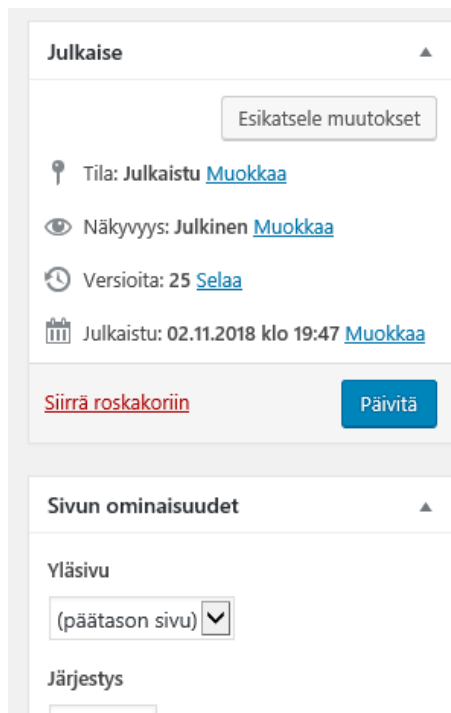 Julkaise
Esikatsele muutokset
Tila: Julkaistu Muokkaa
Näkyvyys: Julkinen Muokkaa
Versioita: 25 Selaa
Julkaistu: 02.11.2018 klo 19:47 Muokkaa
Siirrä roskakoriin
Päivitä
Sivun ominaisuudet
Yläsivu
(päätason sivu)
Järjestys